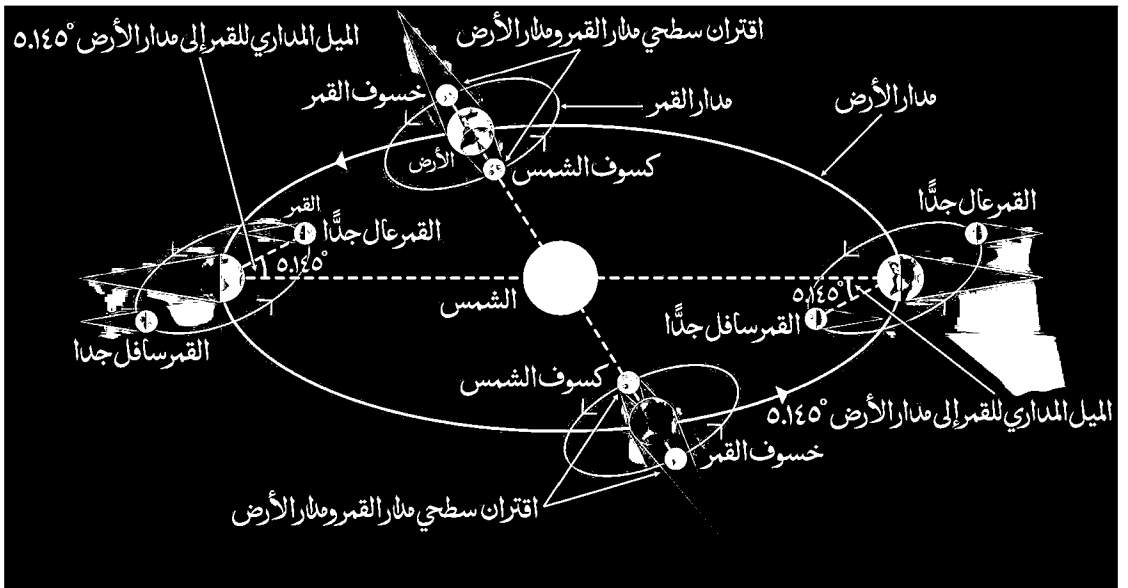 اقتران سطحي مدار القمر ومدار الأرض
الميل المداري للقمر إلى مدار الأرض ٥.١٤٥°
خسوف القمر
مدار القمر
مدار الأرض
الأرض
كسوف الشمس
القمر عال جدًّا
القمر
القمر عال جدًّا
٥.١٤٥°
الشمس
٥.١٤٥°
القمر سافل جدًّا
القمر سافل جدا
كسوف الشمس
الميل المداري للقمر إلى مدار الأرض ٥.١٤٥°
خسوف القمر
اقتران سطحي مدار القمر ومدار الأرض